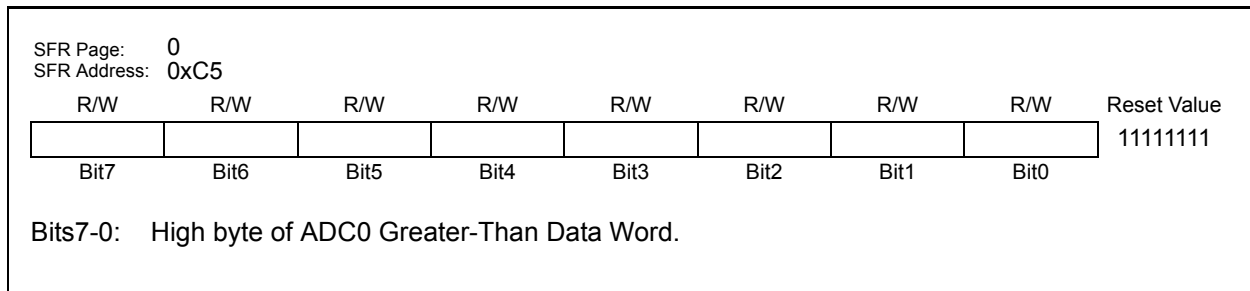 SFR Page: 0
SFR Address: 0xC5
R/W R/W R/W R/W R/W R/W R/W R/W Reset Value
11111111
Bit7 Bit6 Bit5 Bit4 Bit3 Bit2 Bit1 Bit0
Bits7-0: High byte of ADC0 Greater-Than Data Word.